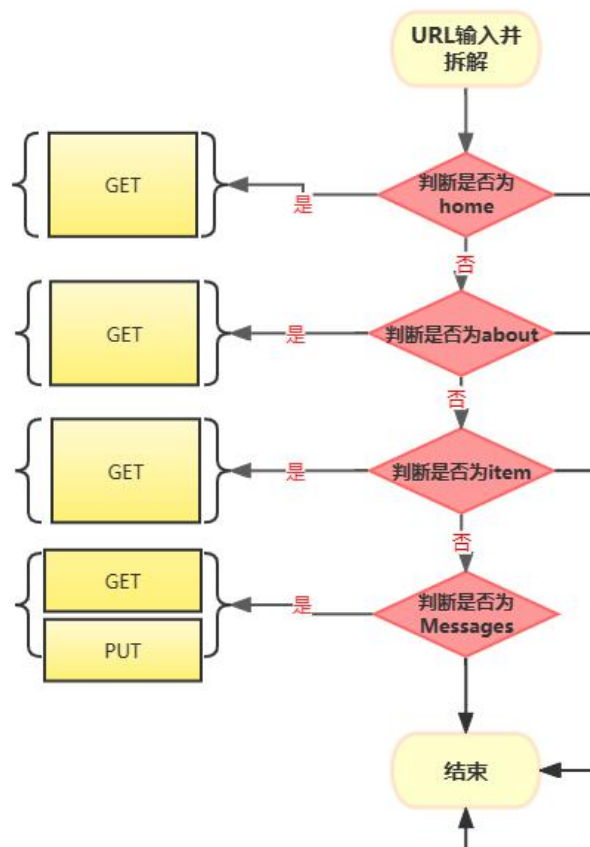 URL输入并
拆解
GET
是
判断是否为
home
否
GET
是
判断是否为about
否
GET
是
判断是否为item
否
GET
PUT
是
判断是否为
Messages
结束